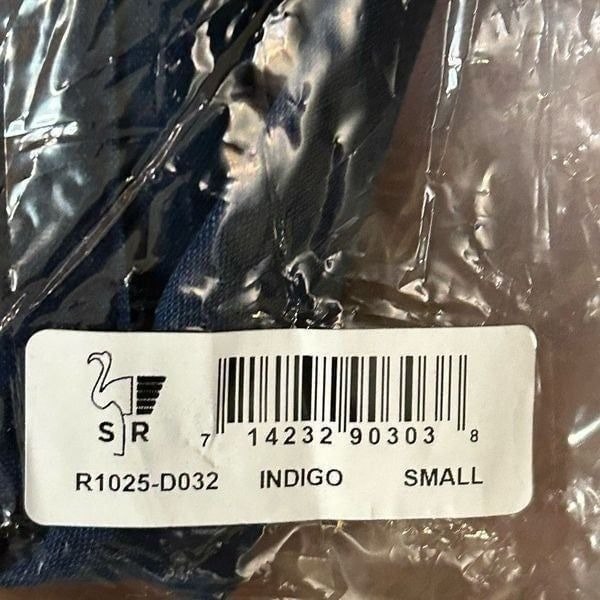 S R
7 14232 90303 8
R1025-D032 INDIGO SMALL